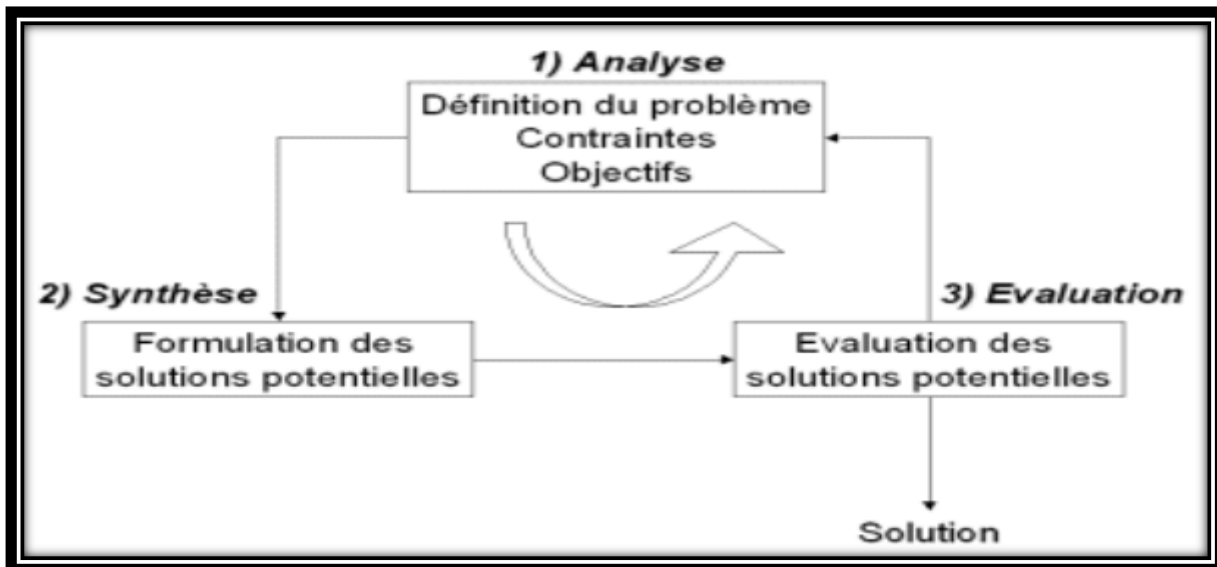 1) Analyse
Définition du problème
Contraintes
Objectifs
2) Synthèse
Formulation des
solutions potentielles
3) Evaluation
Evaluation des
solutions potentielles
Solution